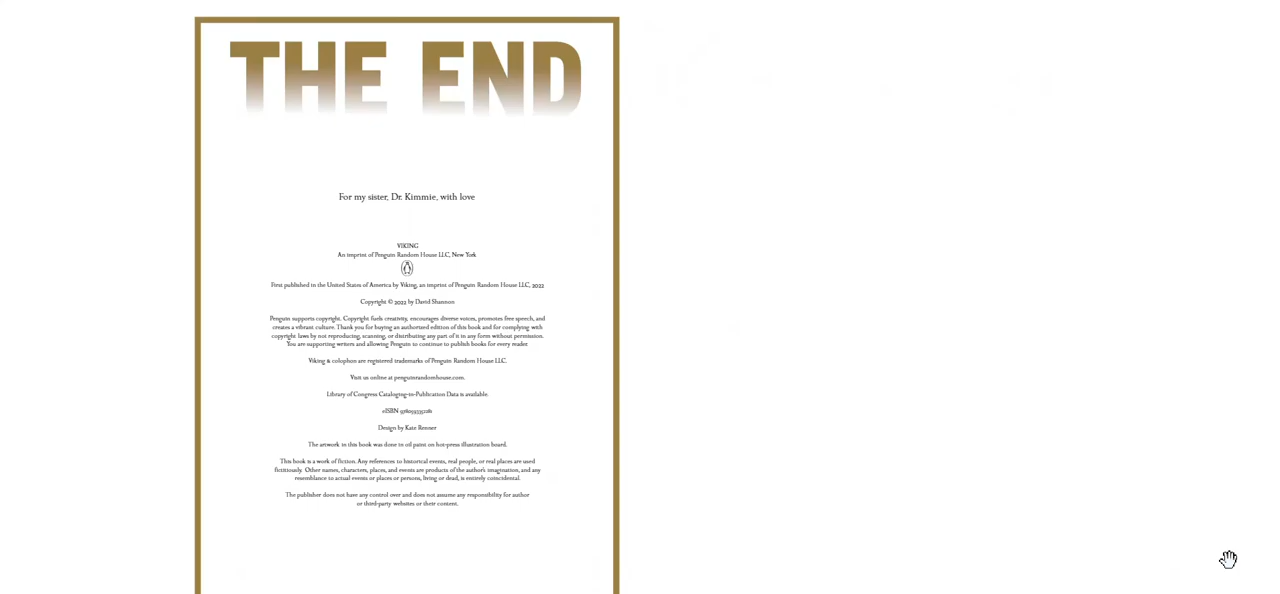 THE END
For my sister, Dr. Kimmie, with love
VIKING
An imprint of Penguin Random House LLC, New York
First published in the United States of America by Viking, an imprint of Penguin Random House LLC, 2022
Copyright © 2022 by David Shannon
Penguin supports copyright. Copyright fuels creativity, encourages diverse voices, promotes free speech, and
creates a vibrant culture. Thank you for buying an authorized edition of this book and for complying with
copyright laws by not reproducing, scanning, or distributing any part of it in any form without permission.
You are supporting writers and allowing Penguin to continue to publish books for every reader.
Viking & colophon are registered trademarks of Penguin Random House LLC.
Visit us online at penguinrandomhouse.com.
Library of Congress Cataloging-in-Publication Data is available.
eISBN
Design by Kate Renner
The artwork in this book was done in oil paint on hot-press illustration board.
This book is a work of fiction. Any references to historical events, real people, or real places are used
fictitiously. Other names, characters, places, and events are products of the author's imagination, and any
resemblance to actual events or places or persons, living or dead, is entirely coincidental.
The publisher does not have any control over and does not assume any responsibility for author
or third-party websites or their content.